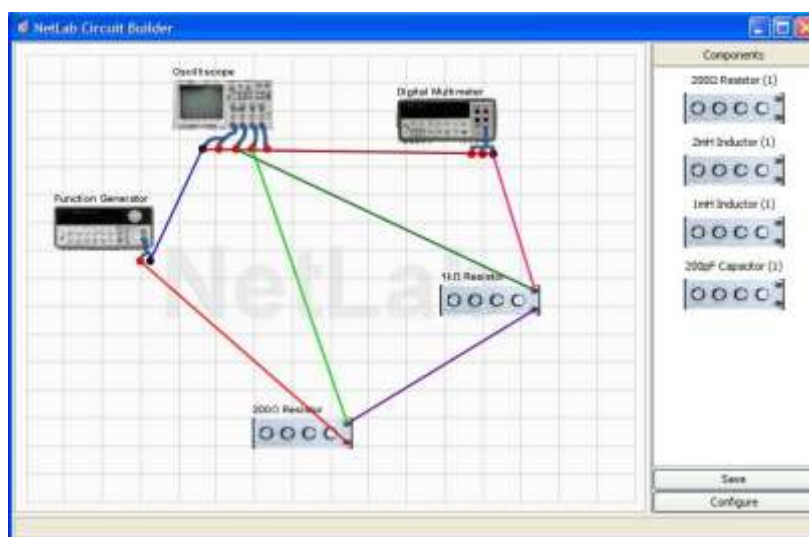 NetLab Circuit Builder
Components
Oscilloscope
Digital Multimeter
200Ω Resistor (1)
2mH Inductor (1)
Function Generator
1mH Inductor (1)
NetLab
1kΩ Resistor
200pF Capacitor (1)
200Ω Resistor
Save
Configure